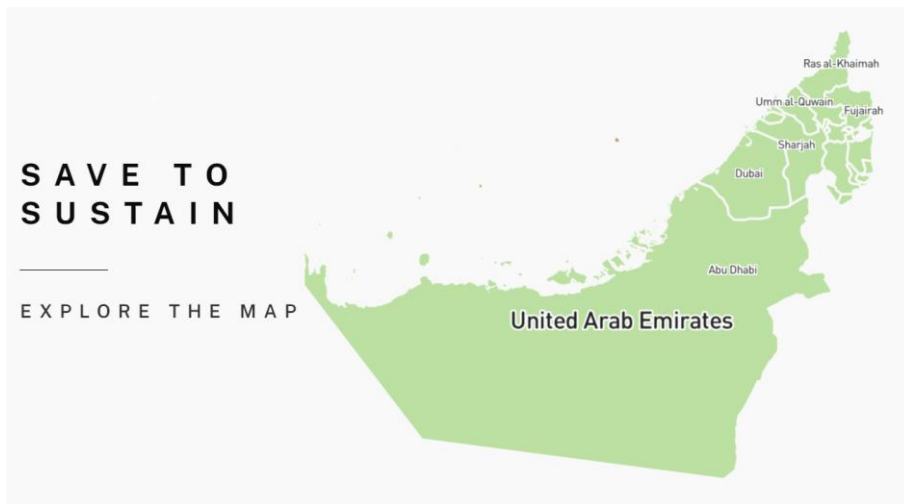 SAVE TO
SUSTAIN
EXPLORE THE MAP
Ras al-Khaimah
Umm al-Quwain
Fujairah
Sharjah
Dubai
Abu Dhabi
United Arab Emirates